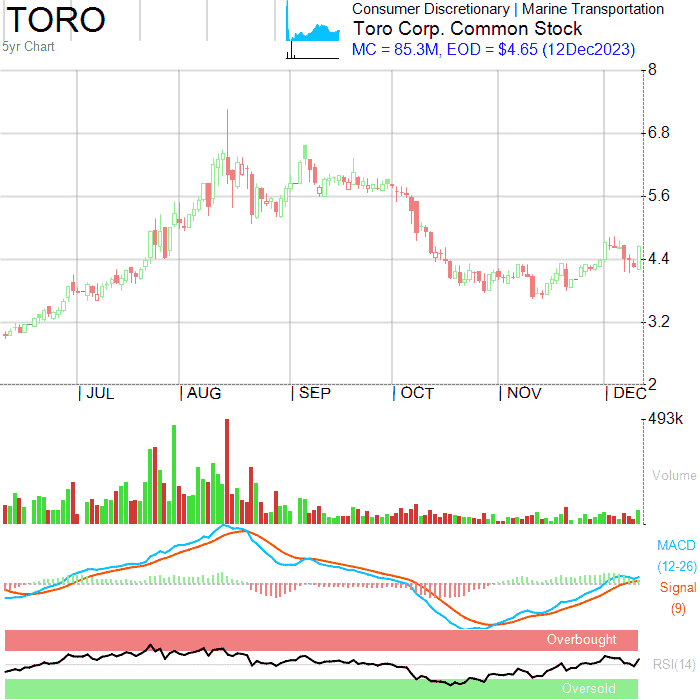 TORO
5yr Chart
Consumer Discretionary | Marine Transportation
Toro Corp. Common Stock
MC = 85.3M, EOD = $4.65 (12Dec2023)
8
6.8
5.6
4.4
3.2
2
| JUL | AUG | SEP | OCT | NOV | DEC
493k
Volume
MACD
(12-26)
Signal
(9)
Overbought
RSI(14)
Oversold